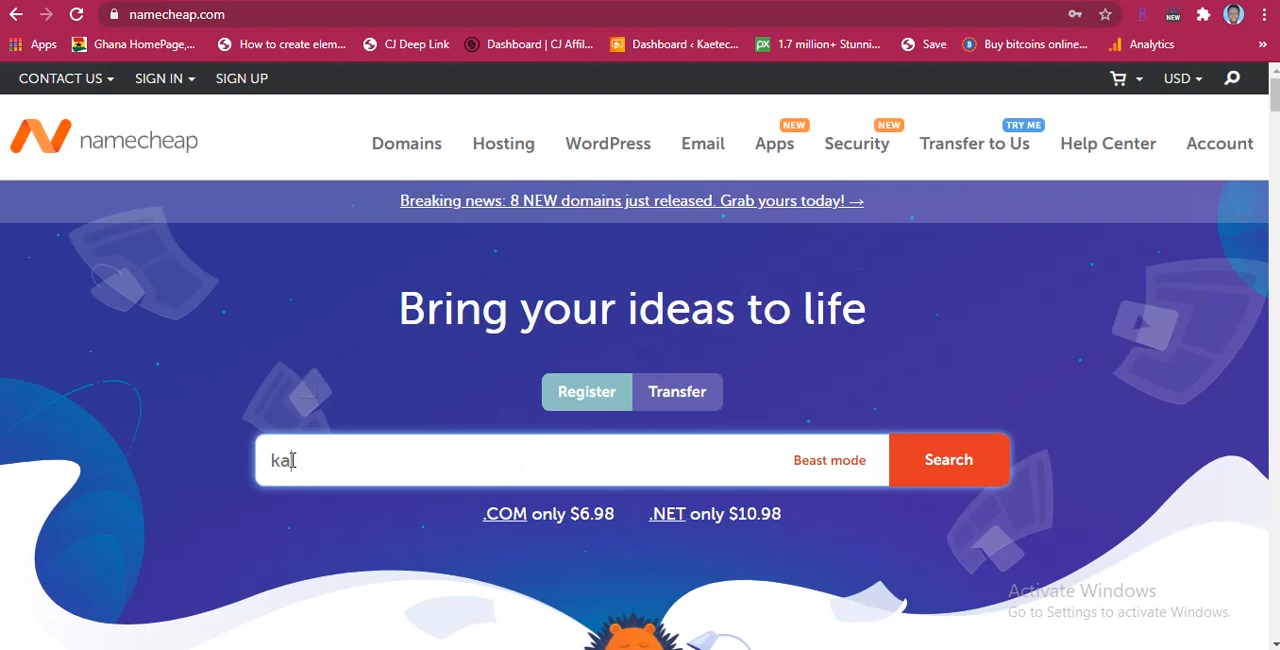 namecheap.com
NEW
Apps Ghana HomePage,... How to create elem... CJ Deep Link Dashboard | CJ Affil... Dashboard ‹ Kaetec... 1.7 million+ Stunni... Save Buy bitcoins online... Analytics »
CONTACT US SIGN IN SIGN UP USD
namecheap
NEW NEW TRY ME
Domains Hosting WordPress Email Apps Security Transfer to Us Help Center Account
Breaking news: 8 NEW domains just released. Grab yours today! →
Bring your ideas to life
Register Transfer
ka Beast mode Search
.COM only $6.98 .NET only $10.98
Activate Windows
Go to Settings to activate Windows.